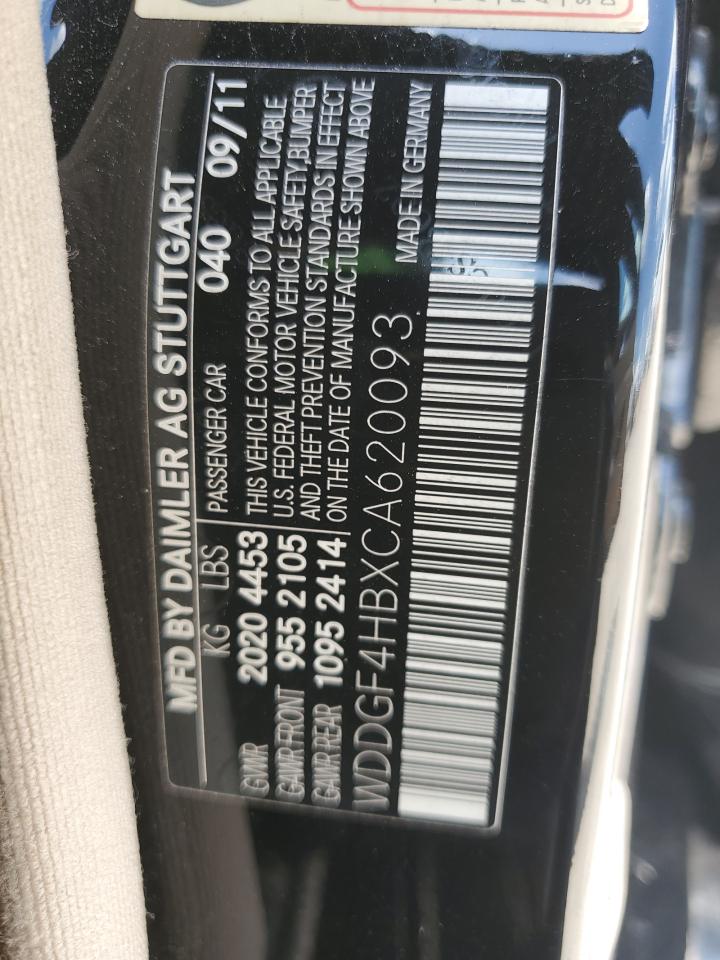 MFD BY DAIMLER AG STUTTGART
KG LBS PASSENGER CAR 040 09/11
GVWR 2020 4453 THIS VEHICLE CONFORMS TO ALL APPLICABLE
U.S. FEDERAL MOTOR VEHICLE SAFETY,BUMPER
GAWR FRONT 955 2105 AND THEFT PREVENTION STANDARDS IN EFFECT
GAWR REAR 1095 2414 ON THE DATE OF MANUFACTURE SHOWN ABOVE
WDDGF4HBXCA620093 MADE IN GERMANY